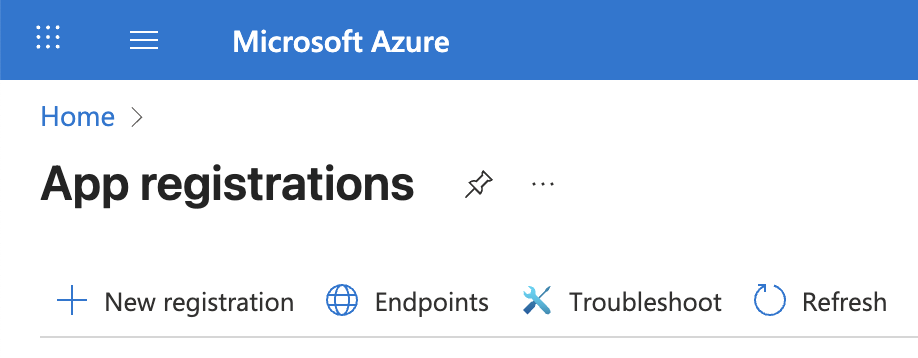 Microsoft Azure
Home
App registrations
New registration Endpoints Troubleshoot Refresh